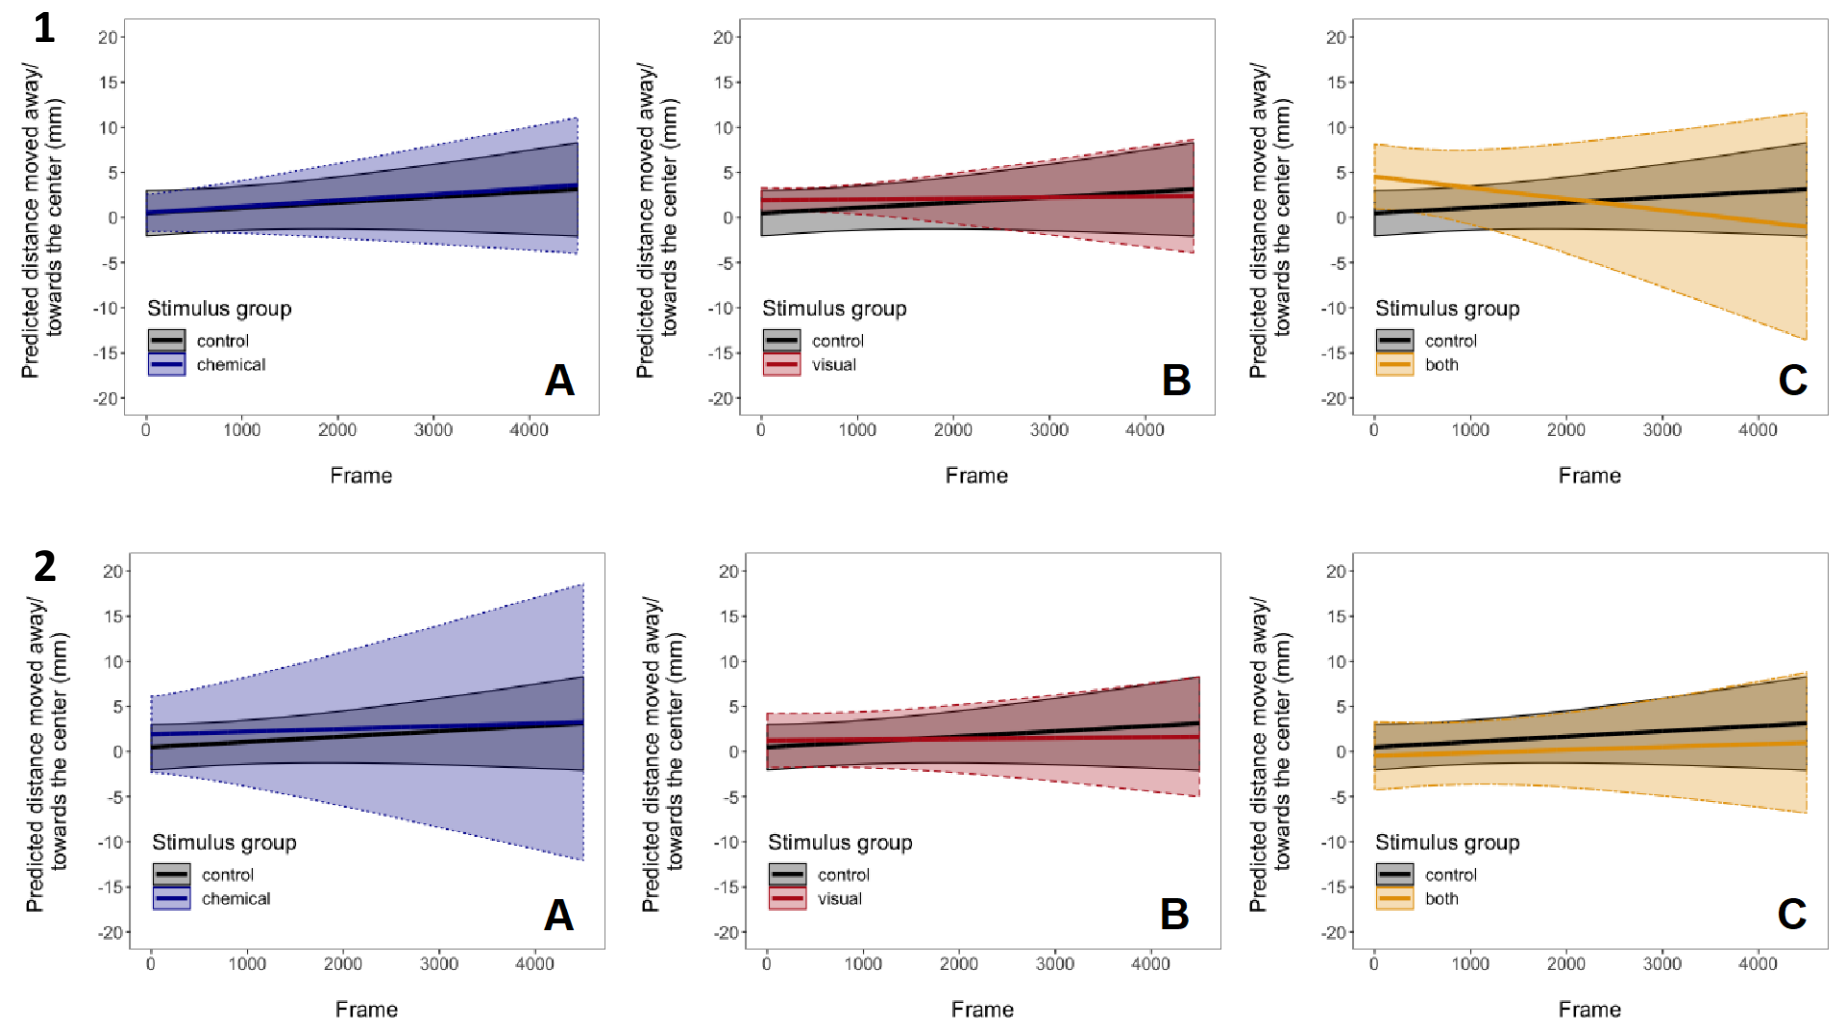 1
Predicted distance moved away/
towards the center (mm)
20
15
10
5
0
-5
-10
-15
-20
Stimulus group
control
chemical
A
0 1000 2000 3000 4000
Frame
Predicted distance moved away/
towards the center (mm)
20
15
10
5
0
-5
-10
-15
-20
Stimulus group
control
visual
B
0 1000 2000 3000 4000
Frame
Predicted distance moved away/
towards the center (mm)
20
15
10
5
0
-5
-10
-15
-20
Stimulus group
control
both
C
0 1000 2000 3000 4000
Frame
2
Predicted distance moved away/
towards the center (mm)
20
15
10
5
0
-5
-10
-15
-20
Stimulus group
control
chemical
A
0 1000 2000 3000 4000
Frame
Predicted distance moved away/
towards the center (mm)
20
15
10
5
0
-5
-10
-15
-20
Stimulus group
control
visual
B
0 1000 2000 3000 4000
Frame
Predicted distance moved away/
towards the center (mm)
20
15
10
5
0
-5
-10
-15
-20
Stimulus group
control
both
C
0 1000 2000 3000 4000
Frame